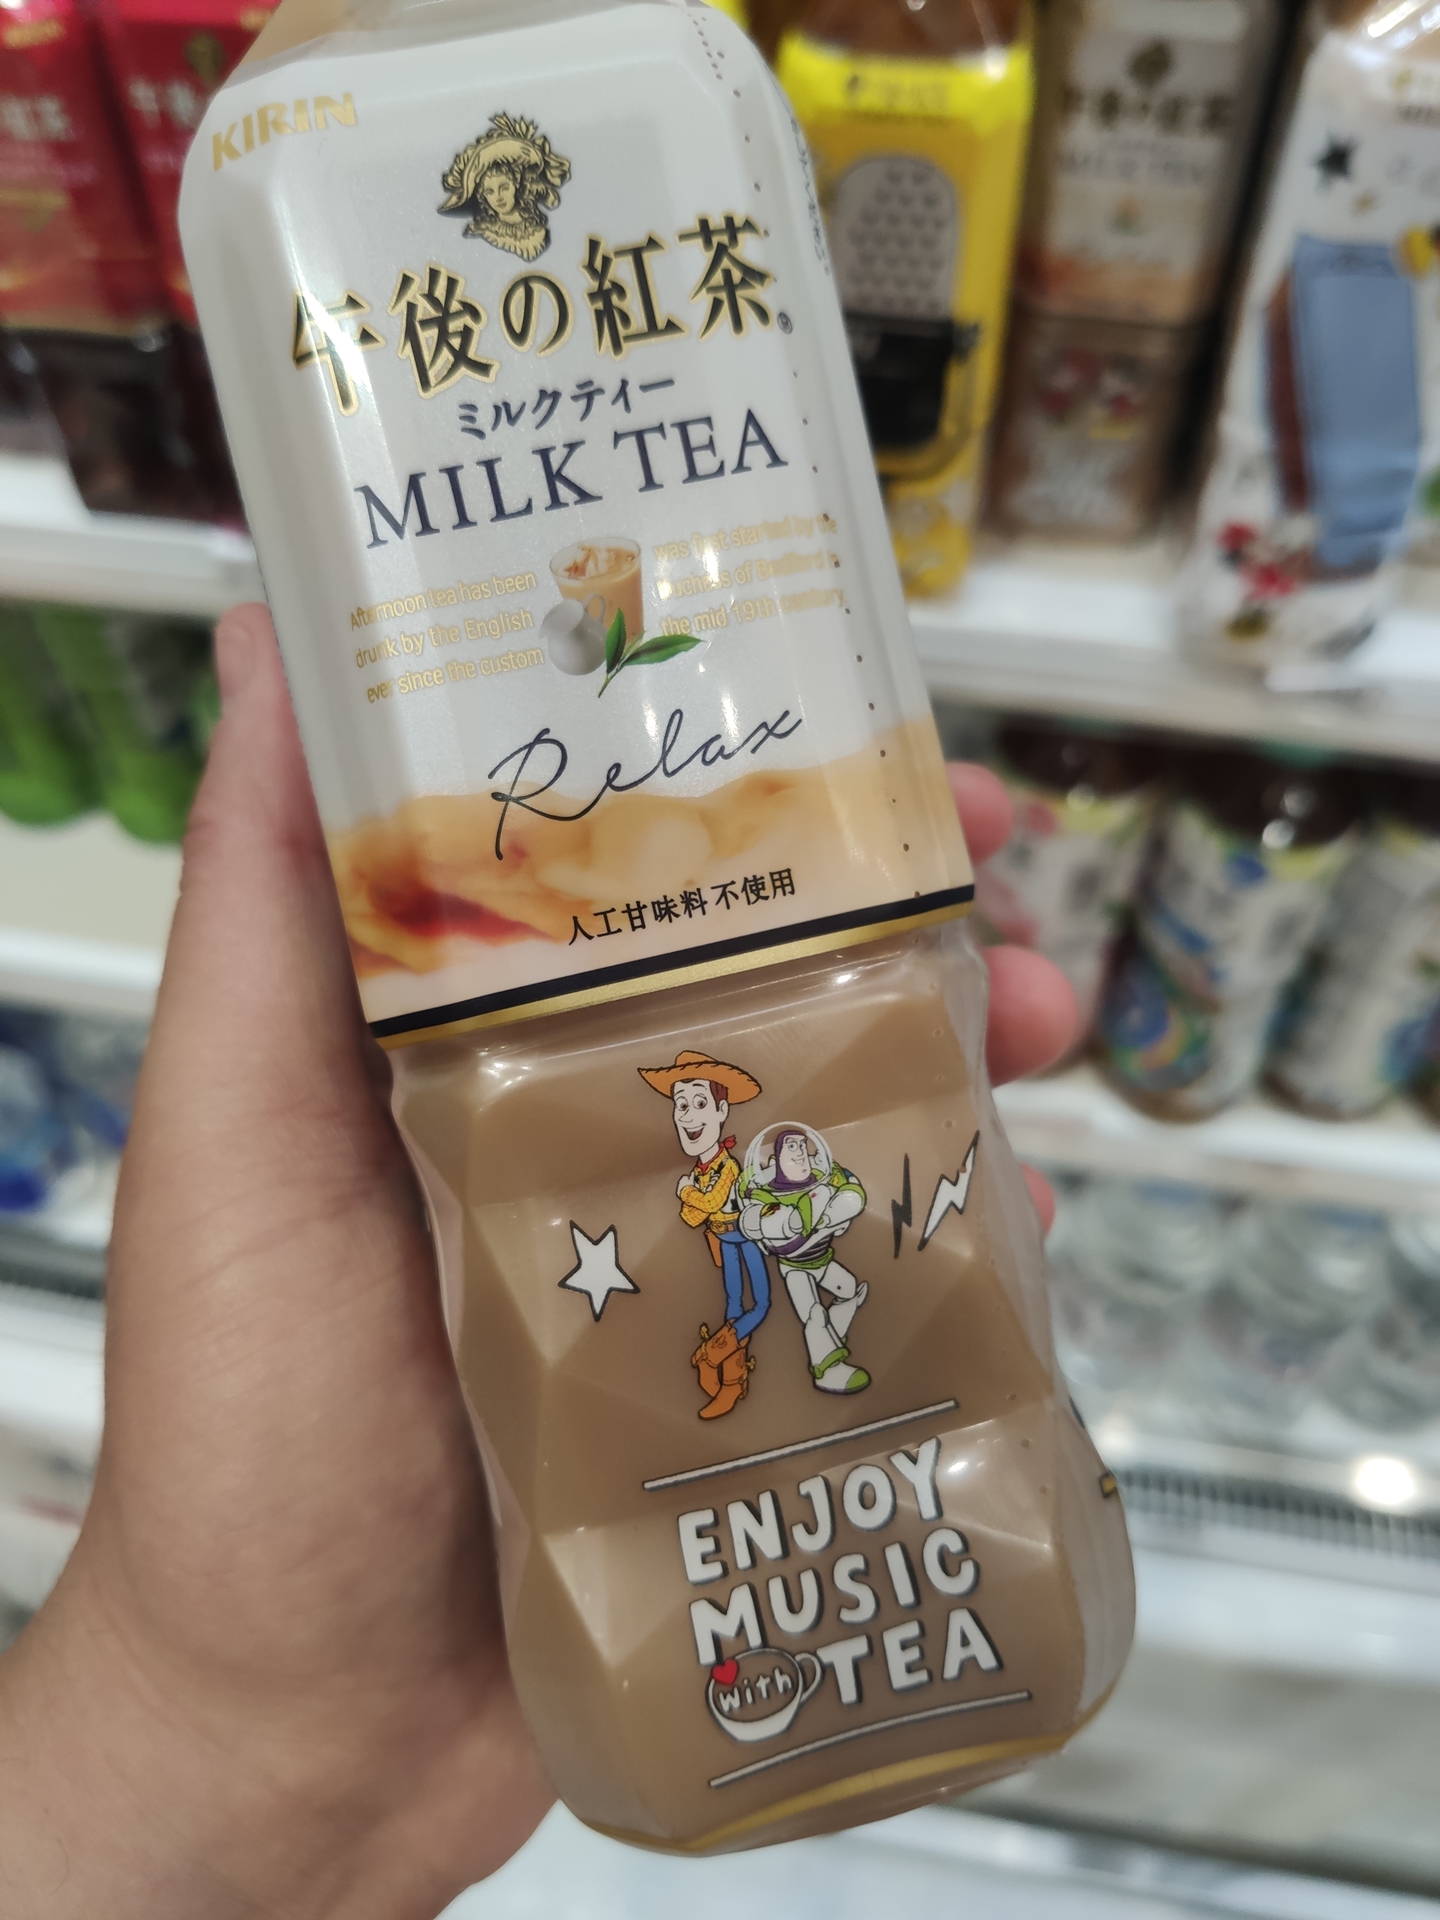 KIRIN
午後の紅茶®
ミルクティー
MILK TEA
Afternoon tea has been
drunk by the English
ever since the custom
was first started by the
Duchess of Bedford in
the mid 19th century.
Relax
人工甘味料不使用
ENJOY
MUSIC
with TEA
MILK TEA